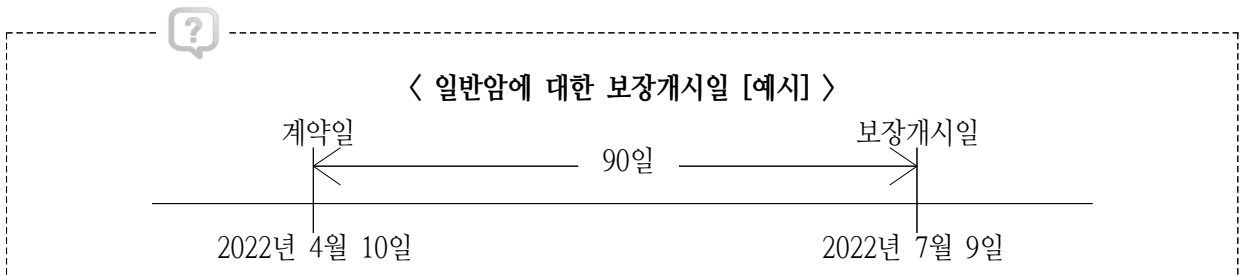 ?
〈 일반암에 대한 보장개시일 [예시] 〉
계약일 보장개시일
90일
2022년 4월 10일 2022년 7월 9일